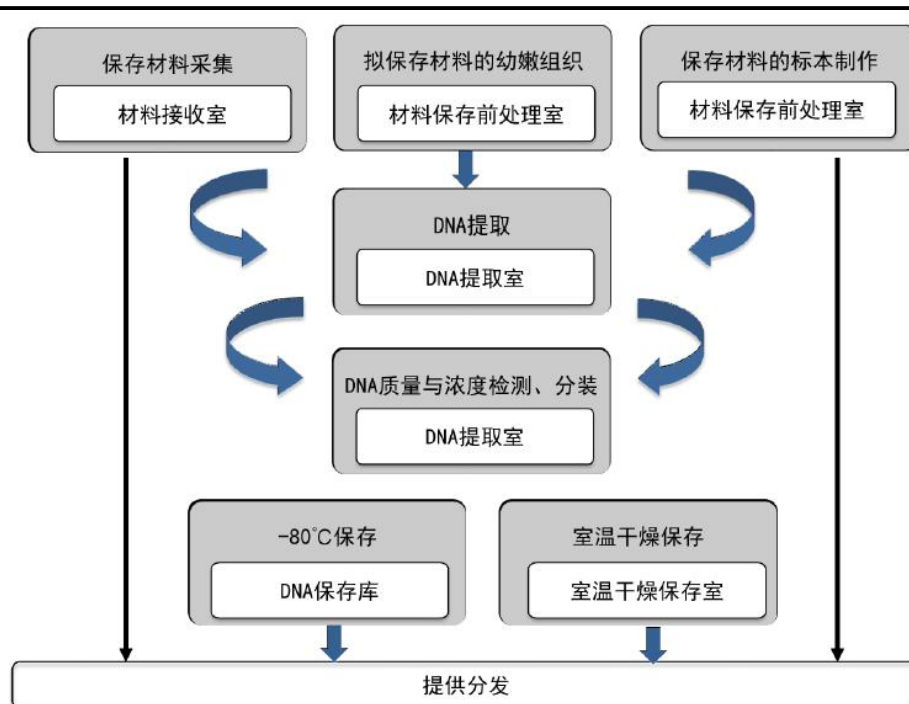 保存材料采集
材料接收室
拟保存材料的幼嫩组织
材料保存前处理室
保存材料的标本制作
材料保存前处理室
DNA提取
DNA提取室
DNA质量与浓度检测、分装
DNA提取室
-80℃保存
DNA保存库
室温干燥保存
室温干燥保存室
提供分发